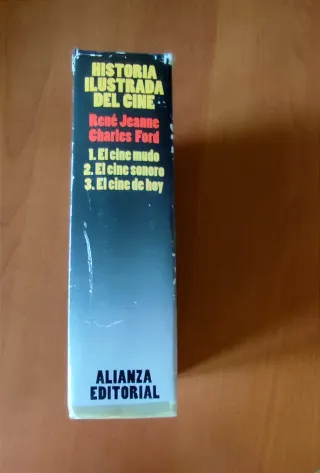 HISTORIA
ILUSTRADA
DEL CINE
René Jeanne
Charles Ford
1. El cine mudo
2. El cine sonoro
3. El cine de hoy
ALIANZA
EDITORIAL